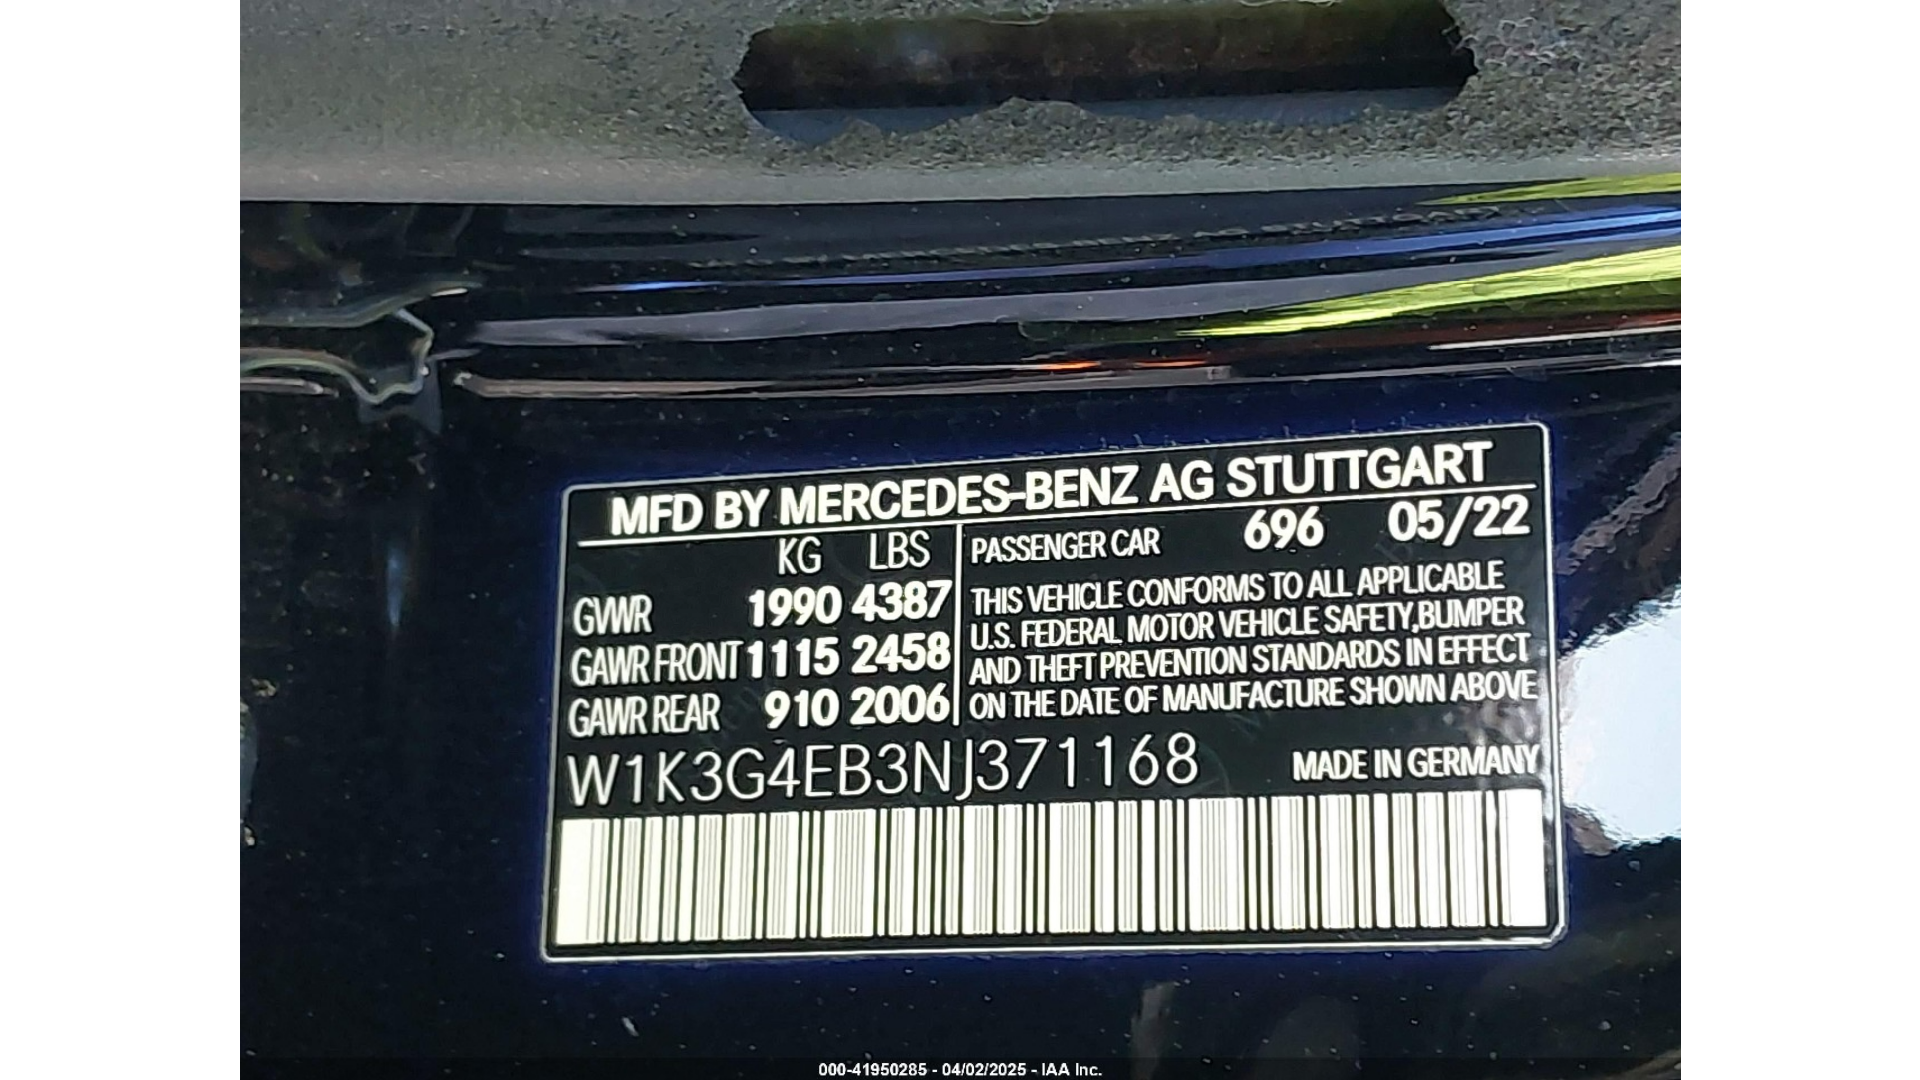 MFD BY MERCEDES-BENZ AG STUTTGART
KG LBS
GVWR 1990 4387
GAWR FRONT 1115 2458
GAWR REAR 910 2006
PASSENGER CAR 696 05/22
THIS VEHICLE CONFORMS TO ALL APPLICABLE
U.S. FEDERAL MOTOR VEHICLE SAFETY,BUMPER
AND THEFT PREVENTION STANDARDS IN EFFECT
ON THE DATE OF MANUFACTURE SHOWN ABOVE
W1K3G4EB3NJ371168
MADE IN GERMANY
000-41950285 - 04/02/2025 - IAA Inc.